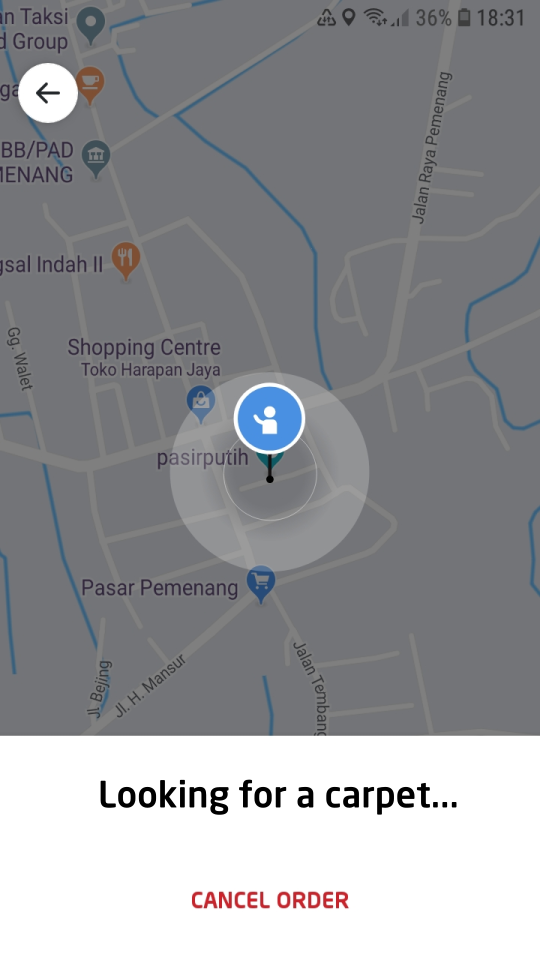 n Taksi
d Group
36% 18:31
ga
BB/PAD
MENANG
Jalan Raya Pemenang
gsal Indah II
Gg. Walet
Shopping Centre
Toko Harapan Jaya
pasirputih
Pasar Pemenang
Jl. Bejing
Jl. H. Mansur
Jalan Tembang
Looking for a carpet...
CANCEL ORDER